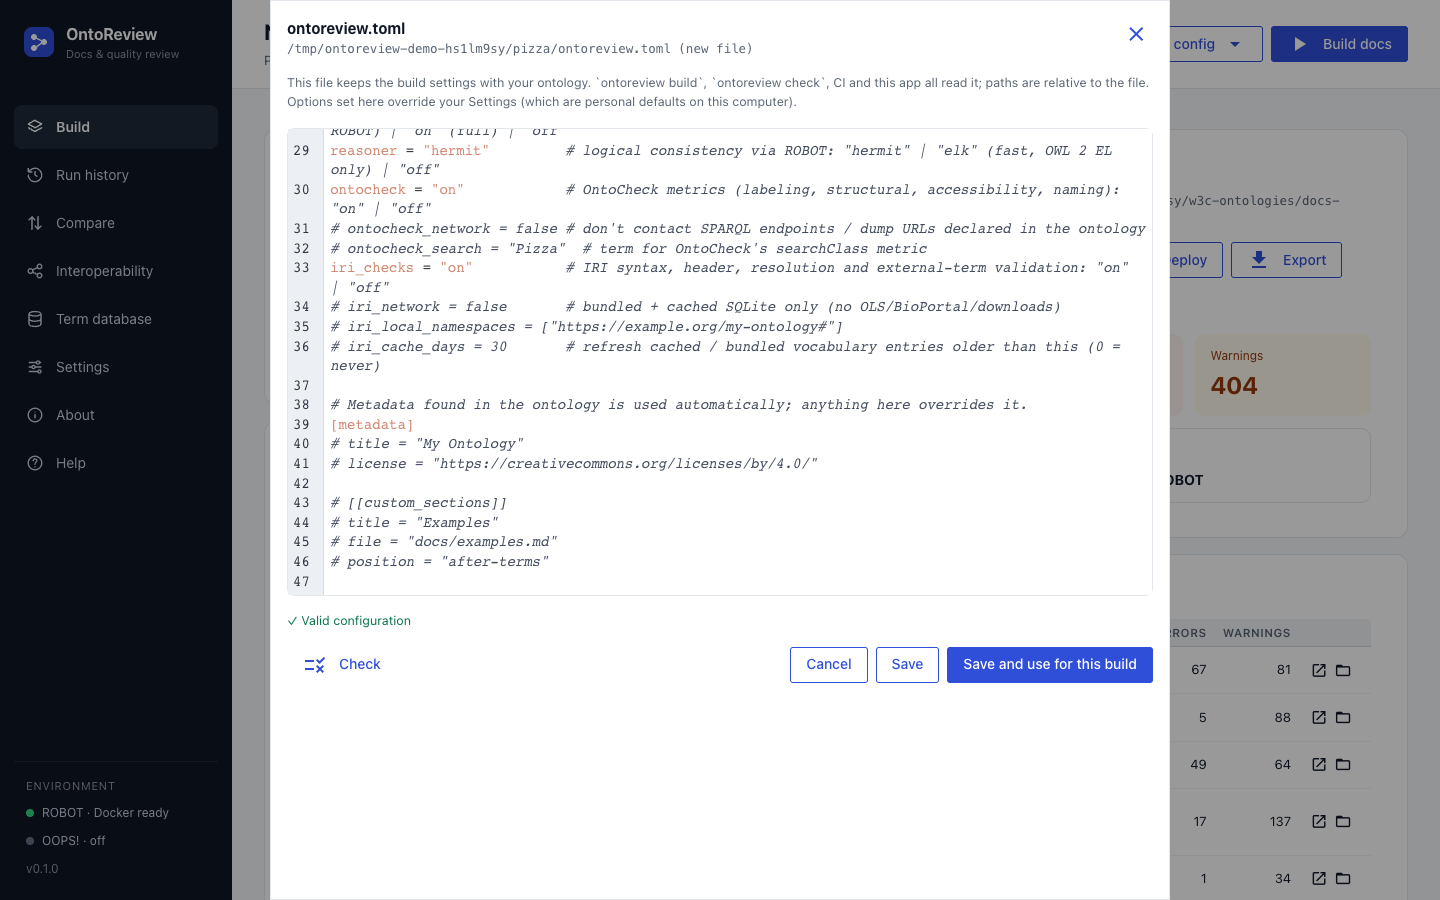 OntoReview
Docs & quality review
Build
Run history
Compare
Interoperability
Term database
Settings
About
Help
ENVIRONMENT
ROBOT · Docker ready
OOPS! · off
v0.1.0
ontoreview.toml
/tmp/ontoreview-demo-hs1lm9sy/pizza/ontoreview.toml (new file)
This file keeps the build settings with your ontology. `ontoreview build`, `ontoreview check`, CI and this app all read it; paths are relative to the file.
Options set here override your Settings (which are personal defaults on this computer).
ROBOT) | "on" (full) | "off"
29 reasoner = "hermit" # logical consistency via ROBOT: "hermit" | "elk" (fast, OWL 2 EL
only) | "off"
30 ontocheck = "on" # OntoCheck metrics (labeling, structural, accessibility, naming):
"on" | "off"
31 # ontocheck_network = false # don't contact SPARQL endpoints / dump URLs declared in the ontology
32 # ontocheck_search = "Pizza" # term for OntoCheck's searchClass metric
33 iri_checks = "on" # IRI syntax, header, resolution and external-term validation: "on"
| "off"
34 # iri_network = false # bundled + cached SQLite only (no OLS/BioPortal/downloads)
35 # iri_local_namespaces = ["https://example.org/my-ontology#"]
36 # iri_cache_days = 30 # refresh cached / bundled vocabulary entries older than this (0 =
never)
37
38 # Metadata found in the ontology is used automatically; anything here overrides it.
39 [metadata]
40 # title = "My Ontology"
41 # license = "https://creativecommons.org/licenses/by/4.0/"
42
43 # [[custom_sections]]
44 # title = "Examples"
45 # file = "docs/examples.md"
46 # position = "after-terms"
47
✓ Valid configuration
Check
Cancel
Save
Save and use for this build
config
Build docs
sy/w3c-ontologies/docs-
eploy
Export
Warnings
404
OBOT
RORS WARNINGS
67 81
5 88
49 64
17 137
1 34